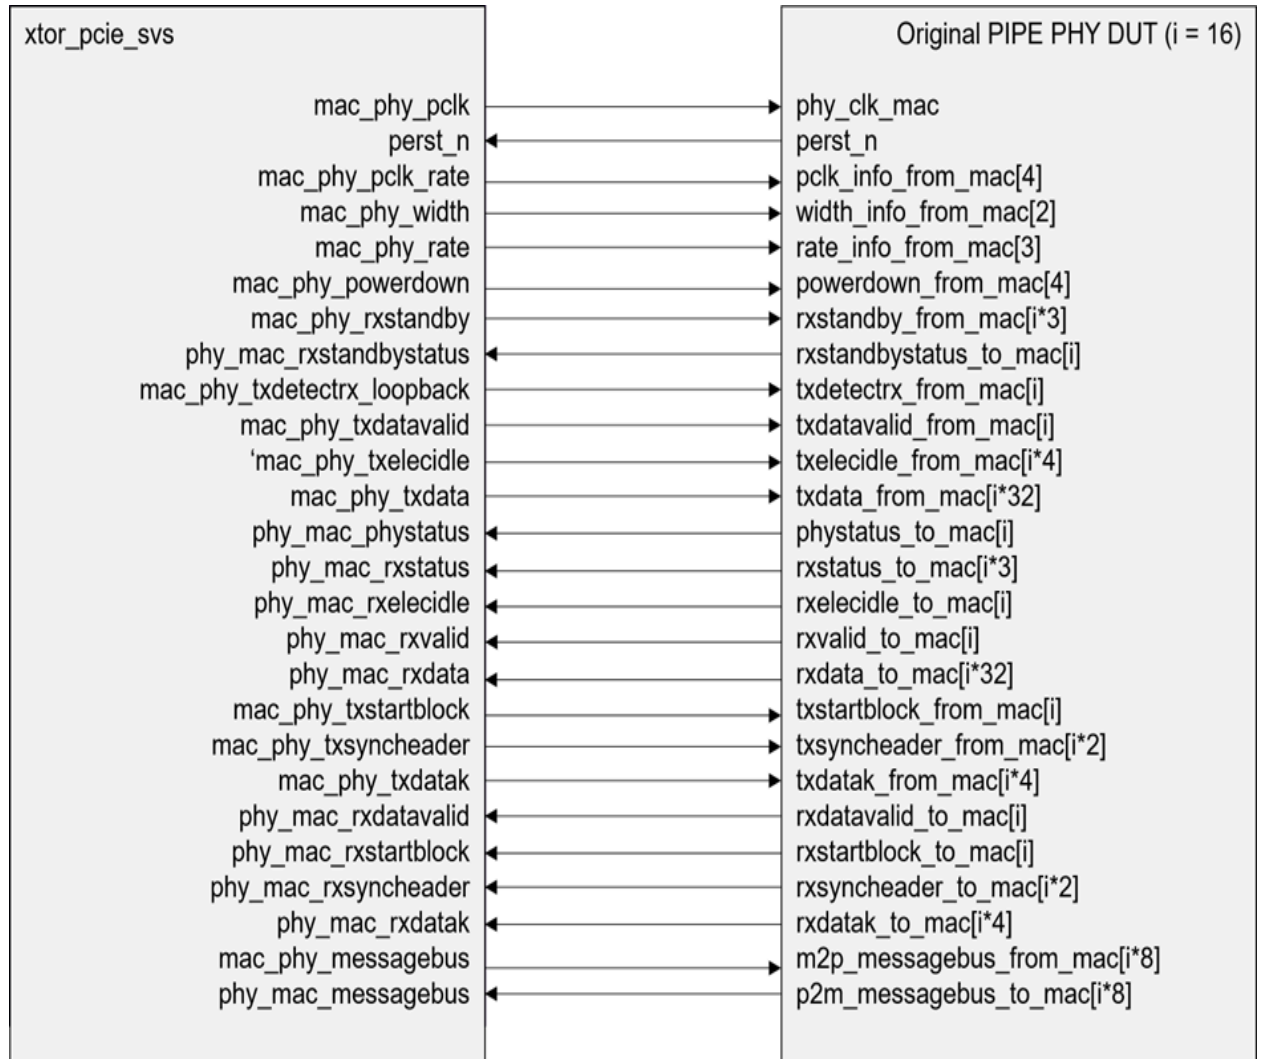 xtor_pcie_svs Original PIPE PHY DUT (i = 16)
mac_phy_pclk phy_clk_mac
perst_n perst_n
mac_phy_pclk_rate pclk_info_from_mac[4]
mac_phy_width width_info_from_mac[2]
mac_phy_rate rate_info_from_mac[3]
mac_phy_powerdown powerdown_from_mac[4]
mac_phy_rxstandby rxstandby_from_mac[i*3]
phy_mac_rxstandbystatus rxstandbystatus_to_mac[i]
mac_phy_txdetectrx_loopback txdetectrx_from_mac[i]
mac_phy_txdatavalid txdatavalid_from_mac[i]
‘mac_phy_txelecidle txelecidle_from_mac[i*4]
mac_phy_txdata txdata_from_mac[i*32]
phy_mac_phystatus phystatus_to_mac[i]
phy_mac_rxstatus rxstatus_to_mac[i*3]
phy_mac_rxelecidle rxelecidle_to_mac[i]
phy_mac_rxvalid rxvalid_to_mac[i]
phy_mac_rxdata rxdata_to_mac[i*32]
mac_phy_txstartblock txstartblock_from_mac[i]
mac_phy_txsyncheader txsyncheader_from_mac[i*2]
mac_phy_txdatak txdatak_from_mac[i*4]
phy_mac_rxdatavalid rxdatavalid_to_mac[i]
phy_mac_rxstartblock rxstartblock_to_mac[i]
phy_mac_rxsyncheader rxsyncheader_to_mac[i*2]
phy_mac_rxdatak rxdatak_to_mac[i*4]
mac_phy_messagebus m2p_messagebus_from_mac[i*8]
phy_mac_messagebus p2m_messagebus_to_mac[i*8]